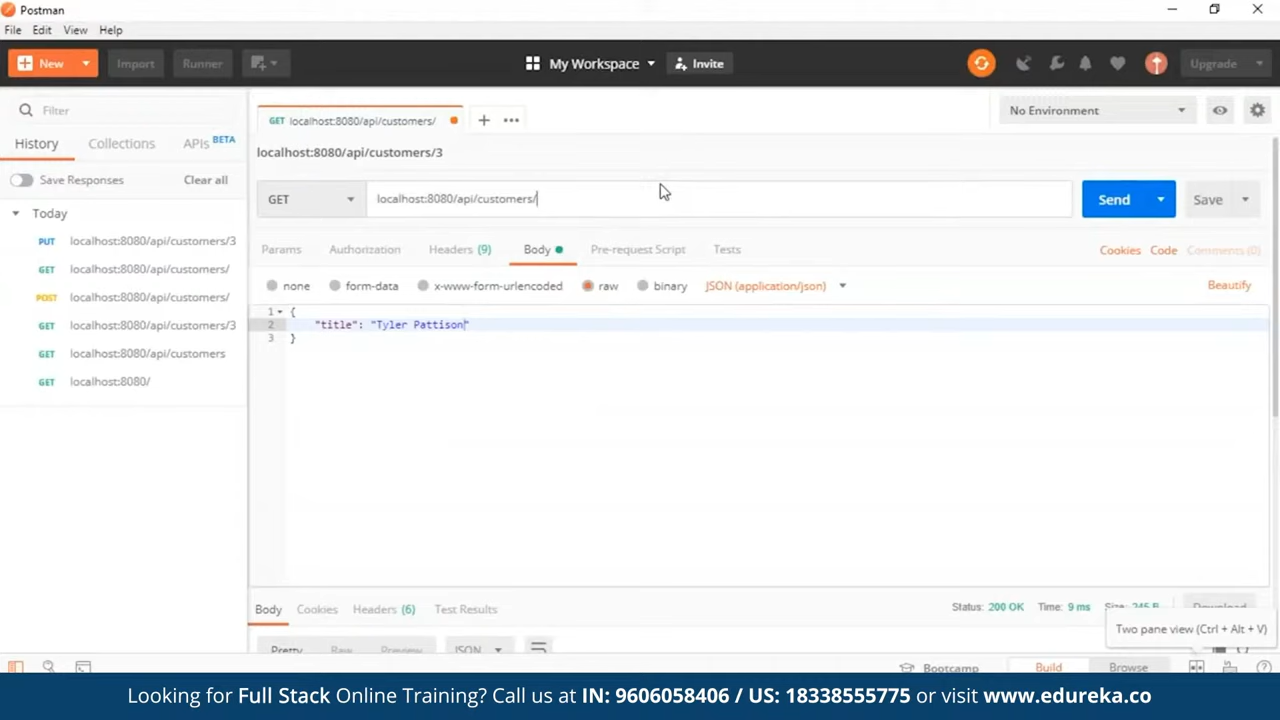 Postman
File Edit View Help
New Import Runner My Workspace Invite Upgrade
Filter
History Collections APIs BETA
Save Responses Clear all
Today
PUT localhost:8080/api/customers/3
GET localhost:8080/api/customers/
POST localhost:8080/api/customers/
GET localhost:8080/api/customers/3
GET localhost:8080/api/customers
GET localhost:8080/
GET localhost:8080/api/customers/
No Environment
localhost:8080/api/customers/3
GET localhost:8080/api/customers/ Send Save
Params Authorization Headers (9) Body Pre-request Script Tests Cookies Code Comments (0)
none form-data x-www-form-urlencoded raw binary JSON (application/json) Beautify
1 {
2 "title": "Tyler Pattison"
3 }
Body Cookies Headers (6) Test Results Status: 200 OK Time: 9 ms Size: 245 B Download
Two pane view (Ctrl + Alt + V)
Pretty Raw Preview JSON
Bootcamp Build Browse
Looking for Full Stack Online Training? Call us at IN: 9606058406 / US: 18338555775 or visit www.edureka.co